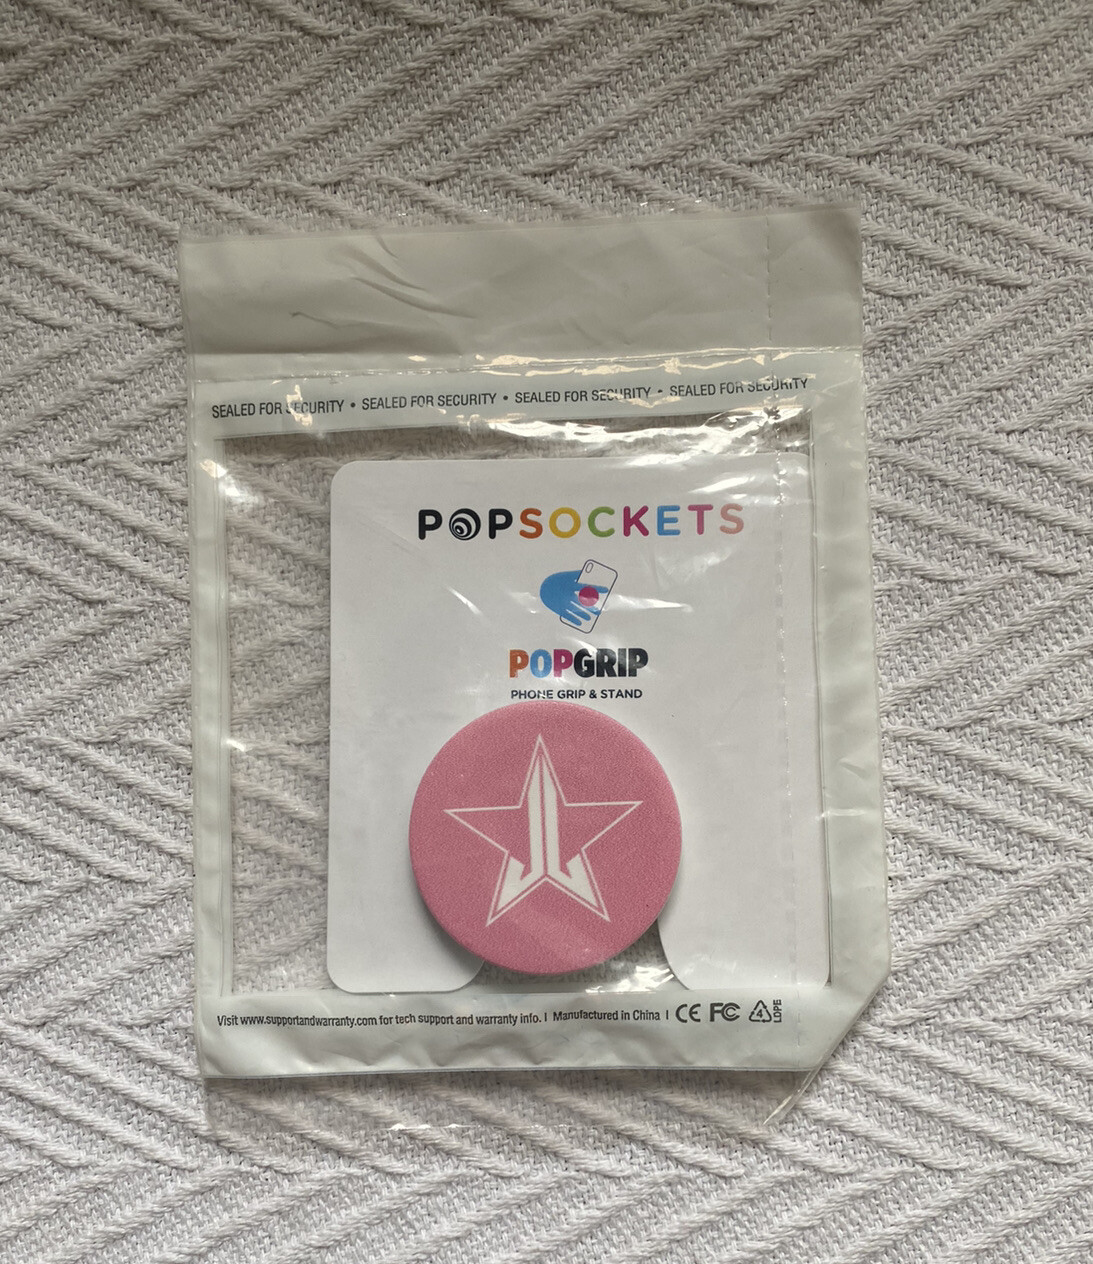 SEALED FOR SECURITY • SEALED FOR SECURITY • SEALED FOR SECURITY • SEALED FOR SECURITY
POPSOCKETS
POPGRIP
PHONE GRIP & STAND
Visit www.supportandwarranty.com for tech support and warranty info. | Manufactured in China | CE FC 4 LDPE